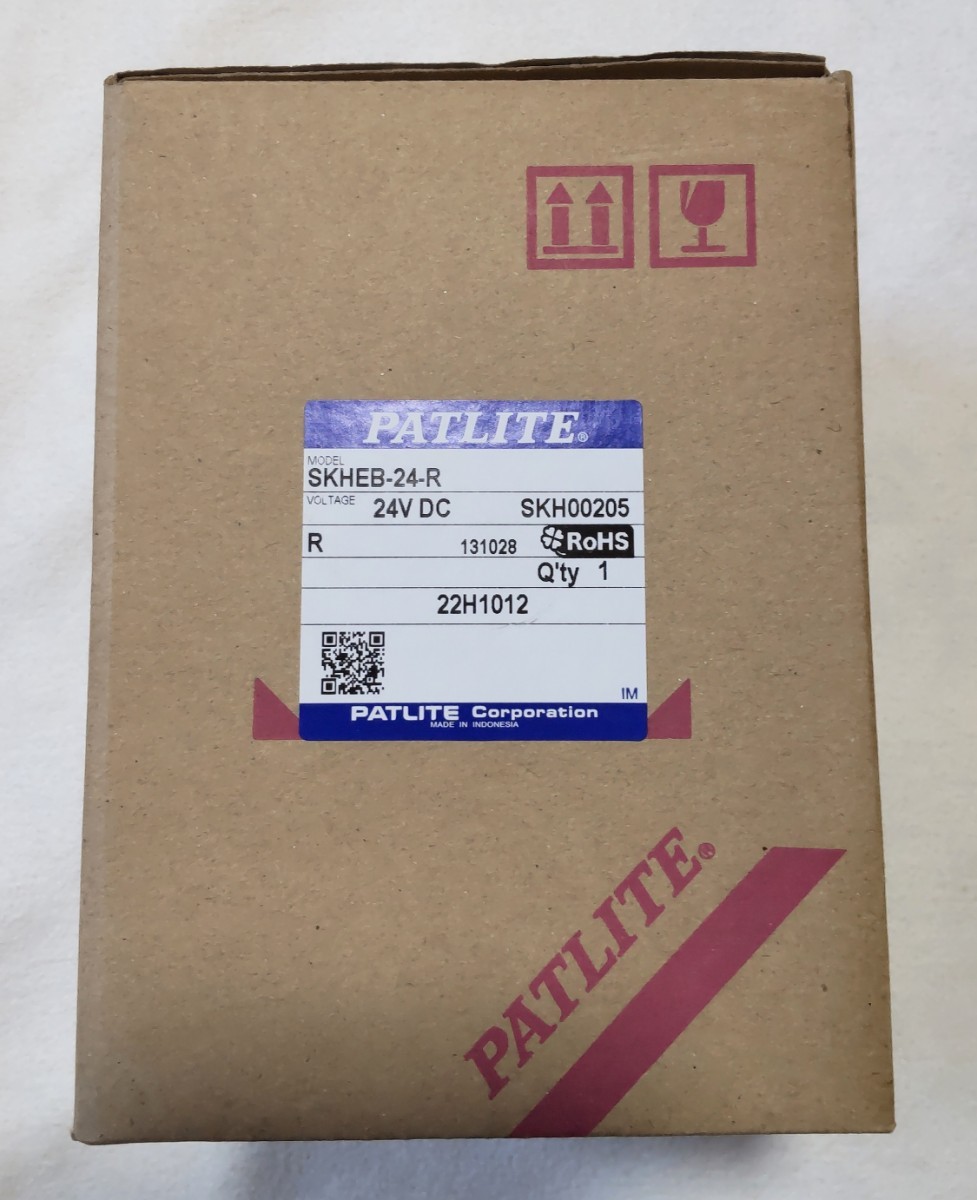 PATLITE®
MODEL
SKHEB-24-R
VOLTAGE 24V DC SKH00205
R 131028 RoHS
Q'ty 1
22H1012
IM
PATLITE Corporation
MADE IN INDONESIA
PATLITE®